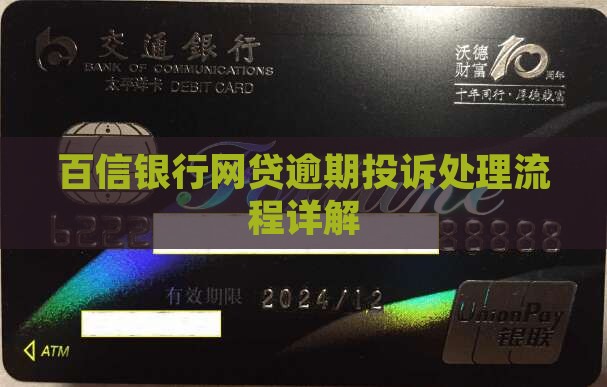 交通銀行
BANK OF COMMUNICATIONS
太平洋卡 DEBIT CARD
沃德
财富
10
周年
十年同行·厚德载富
百信银行网贷逾期投诉处理流
程详解
6222
88888
有效期限 2024/12
UnionPay
银联
ATM